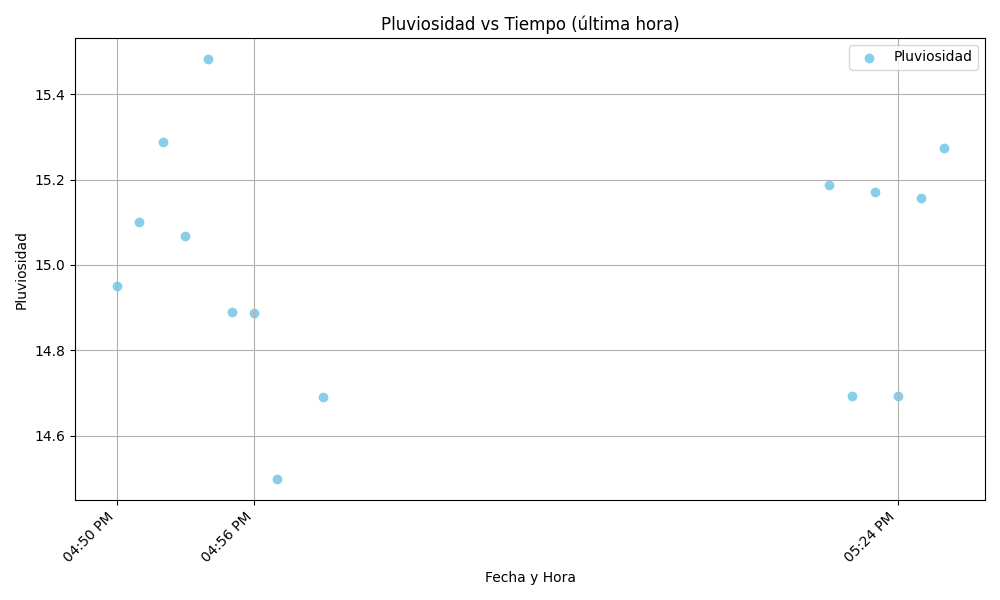 Pluviosidad vs Tiempo (última hora)
Pluviosidad
15.4
15.2
15.0
14.8
14.6
Pluviosidad
04:50 PM
04:56 PM
05:24 PM
Fecha y Hora